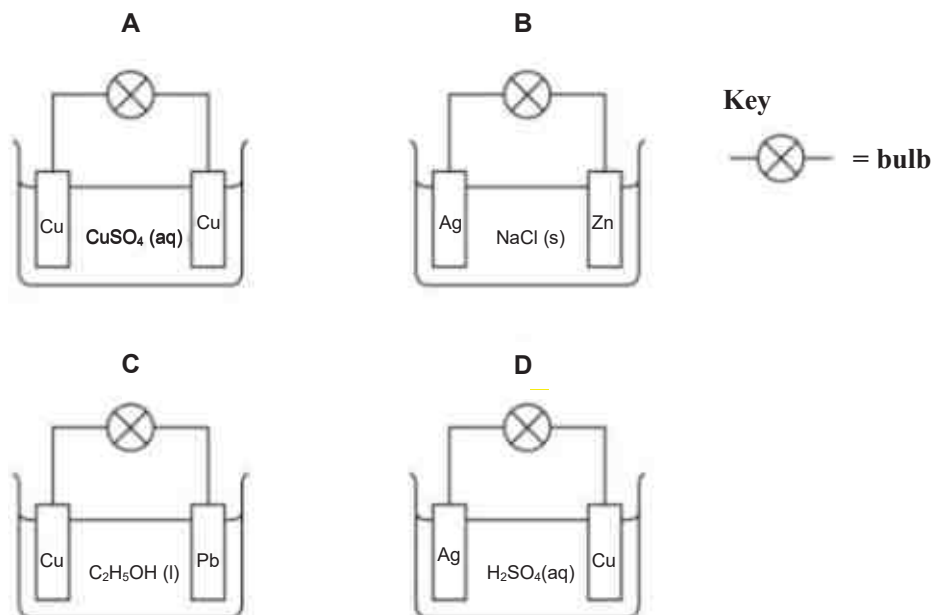 A
B
Key
= bulb
Cu
CuSO₄ (aq)
Cu
Ag
NaCl (s)
Zn
C
D
Cu
C₂H₅OH (l)
Pb
Ag
H₂SO₄(aq)
Cu